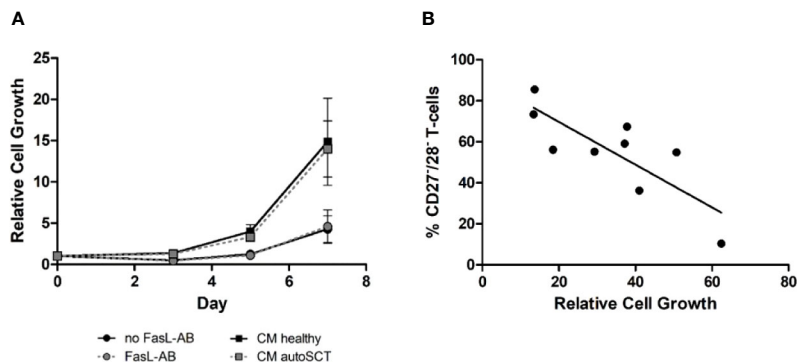 A
B
25
20
15
10
5
0
Relative Cell Growth
0 2 4 6 8
Day
no FasL-AB
CM healthy
FasL-AB
CM autoSCT
100
80
60
40
20
0
% CD27⁻/28⁻ T-cells
0 20 40 60 80
Relative Cell Growth